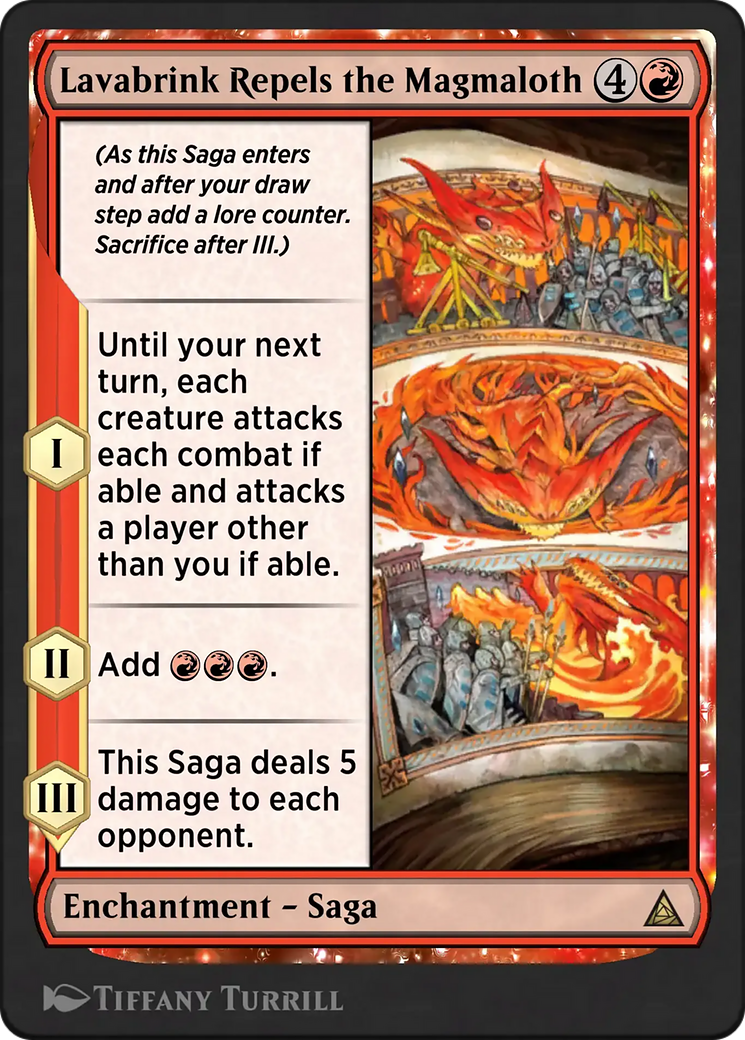 Lavabrink Repels the Magmaloth 4
(As this Saga enters
and after your draw
step add a lore counter.
Sacrifice after III.)
I
Until your next
turn, each
creature attacks
each combat if
able and attacks
a player other
than you if able.
II
Add .
III
This Saga deals 5
damage to each
opponent.
Enchantment – Saga
Tiffany Turrill